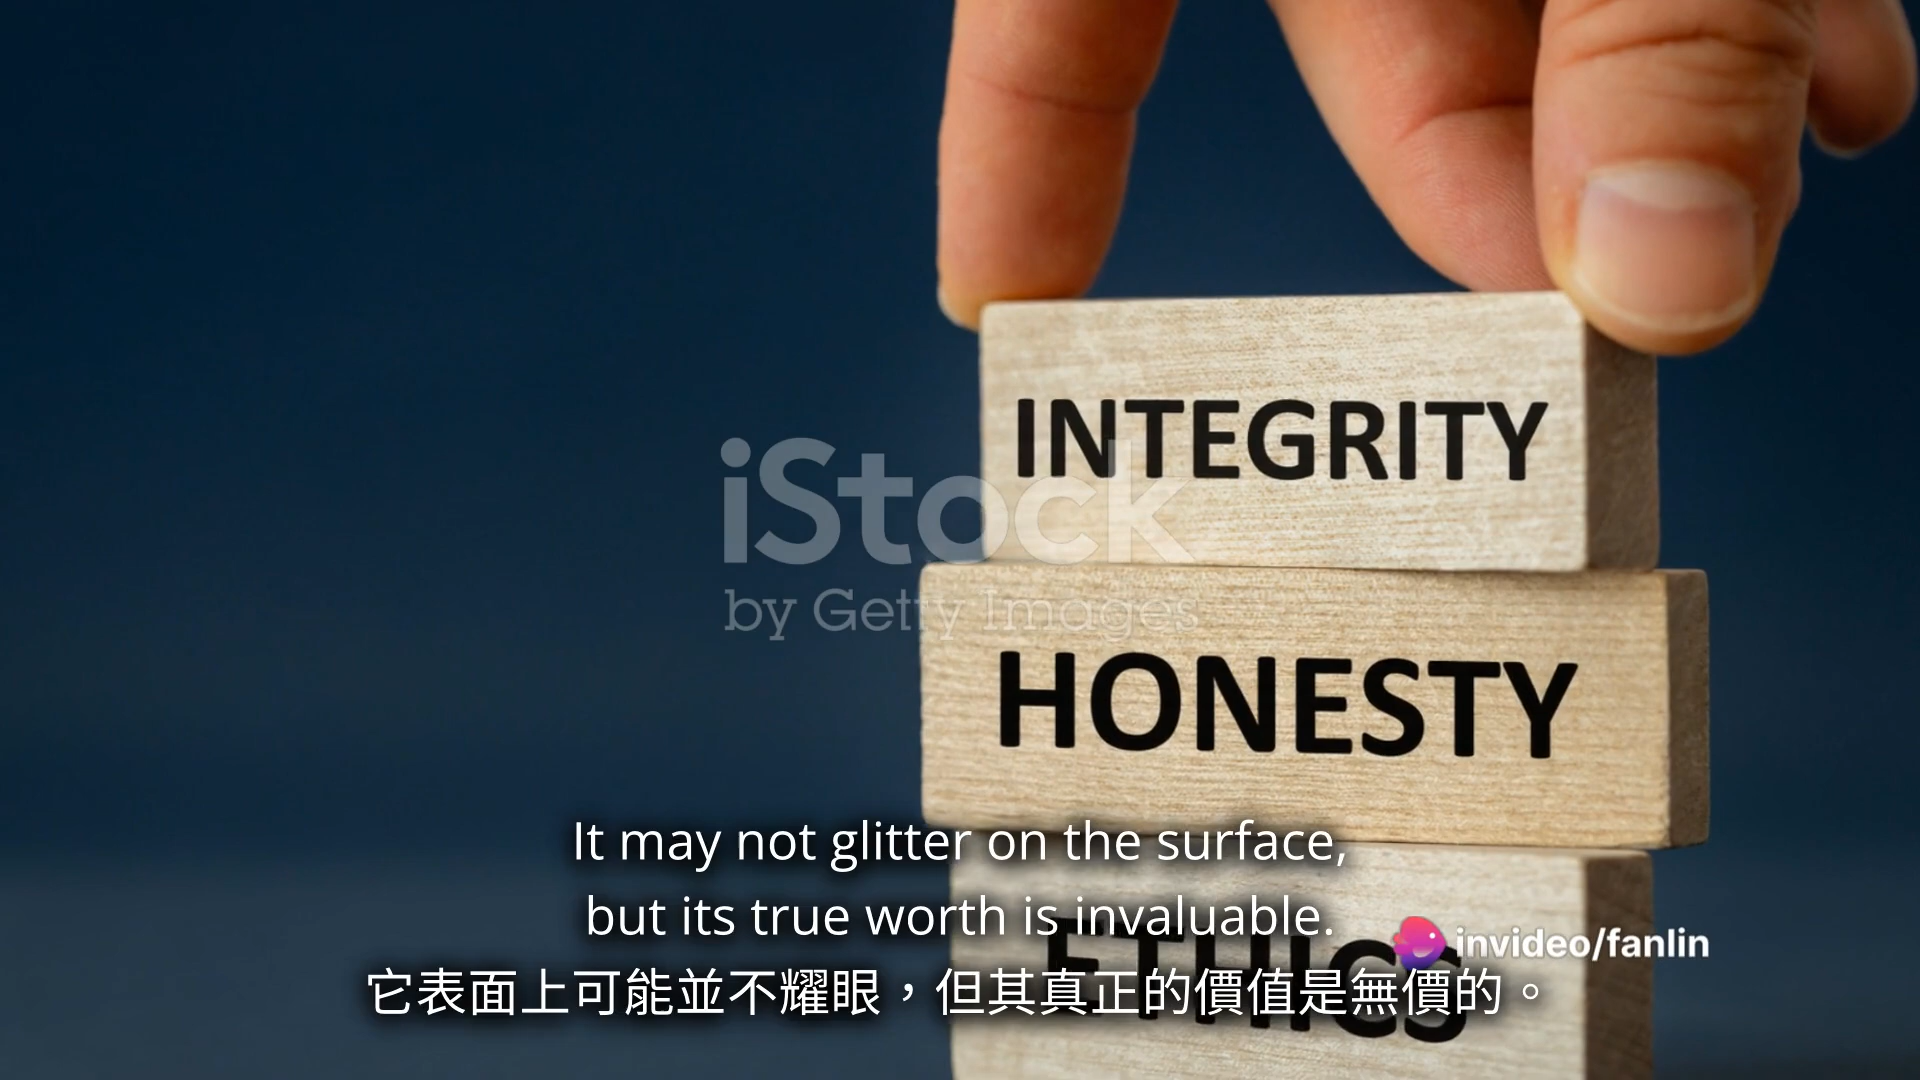 INTEGRITY
iStock
by Getty Images
HONESTY
It may not glitter on the surface,
but its true worth is invaluable.
ETHICS
invideo/fanlin
它表面上可能並不耀眼，但其真正的價值是無價的。